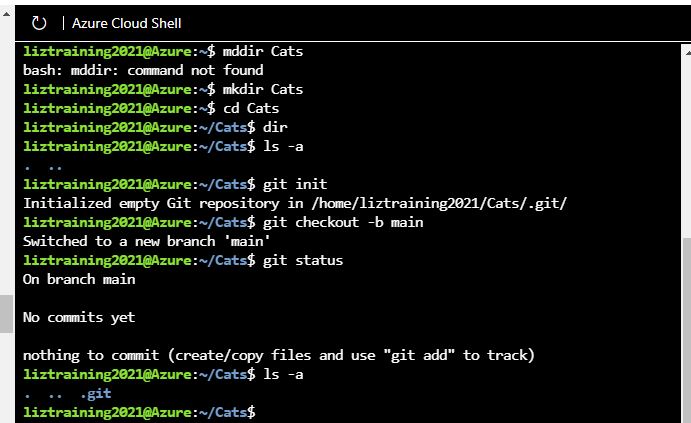 Azure Cloud Shell
liztraining2021@Azure:~$ mddir Cats
bash: mddir: command not found
liztraining2021@Azure:~$ mkdir Cats
liztraining2021@Azure:~$ cd Cats
liztraining2021@Azure:~/Cats$ dir
liztraining2021@Azure:~/Cats$ ls -a
.  ..
liztraining2021@Azure:~/Cats$ git init
Initialized empty Git repository in /home/liztraining2021/Cats/.git/
liztraining2021@Azure:~/Cats$ git checkout -b main
Switched to a new branch 'main'
liztraining2021@Azure:~/Cats$ git status
On branch main
No commits yet
nothing to commit (create/copy files and use "git add" to track)
liztraining2021@Azure:~/Cats$ ls -a
.  ..  .git
liztraining2021@Azure:~/Cats$